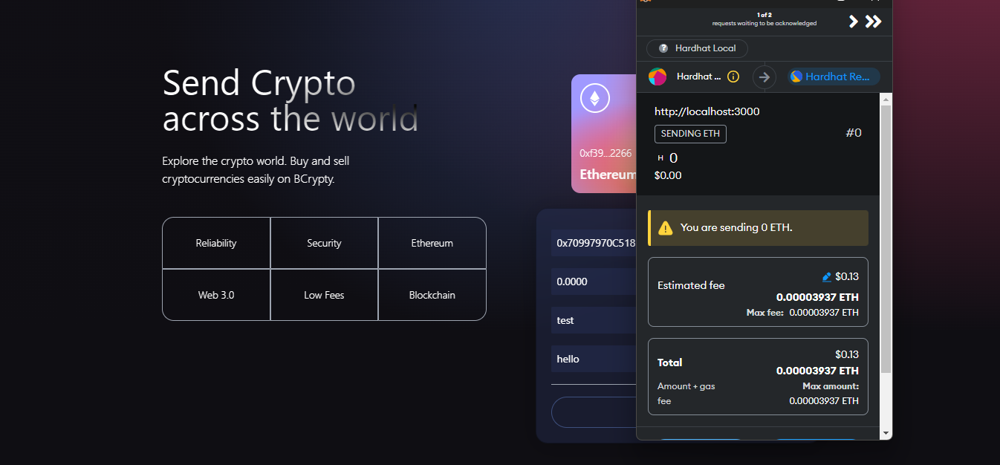 Send Crypto
across the world
Explore the crypto world. Buy and sell
cryptocurrencies easily on BCrypty.
Reliability
Security
Ethereum
Web 3.0
Low Fees
Blockchain
0xf39...2266
Ethereum
0x70997970C518
0.0000
test
hello
1 of 2
requests waiting to be acknowledged
Hardhat Local
Hardhat ...
Hardhat Re...
http://localhost:3000
SENDING ETH
#0
H 0
$0.00
You are sending 0 ETH.
Estimated fee
$0.13
0.00003937 ETH
Max fee: 0.00003937 ETH
Total
$0.13
0.00003937 ETH
Amount + gas
fee
Max amount:
0.00003937 ETH